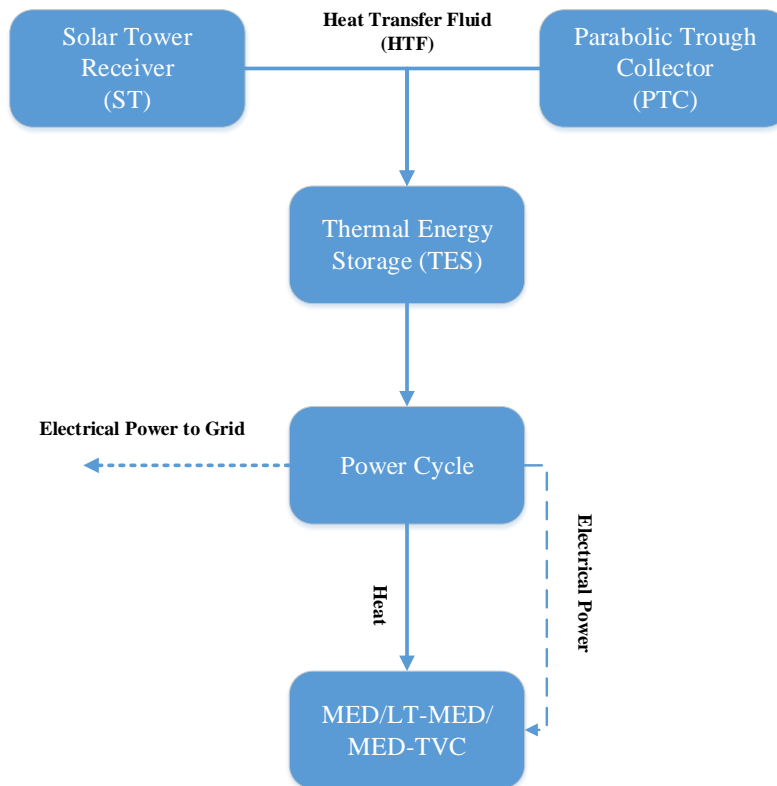 Solar Tower
Receiver
(ST)
Heat Transfer Fluid
(HTF)
Parabolic Trough
Collector
(PTC)
Thermal Energy
Storage (TES)
Electrical Power to Grid
Power Cycle
Heat
Electrical Power
MED/LT-MED/
MED-TVC